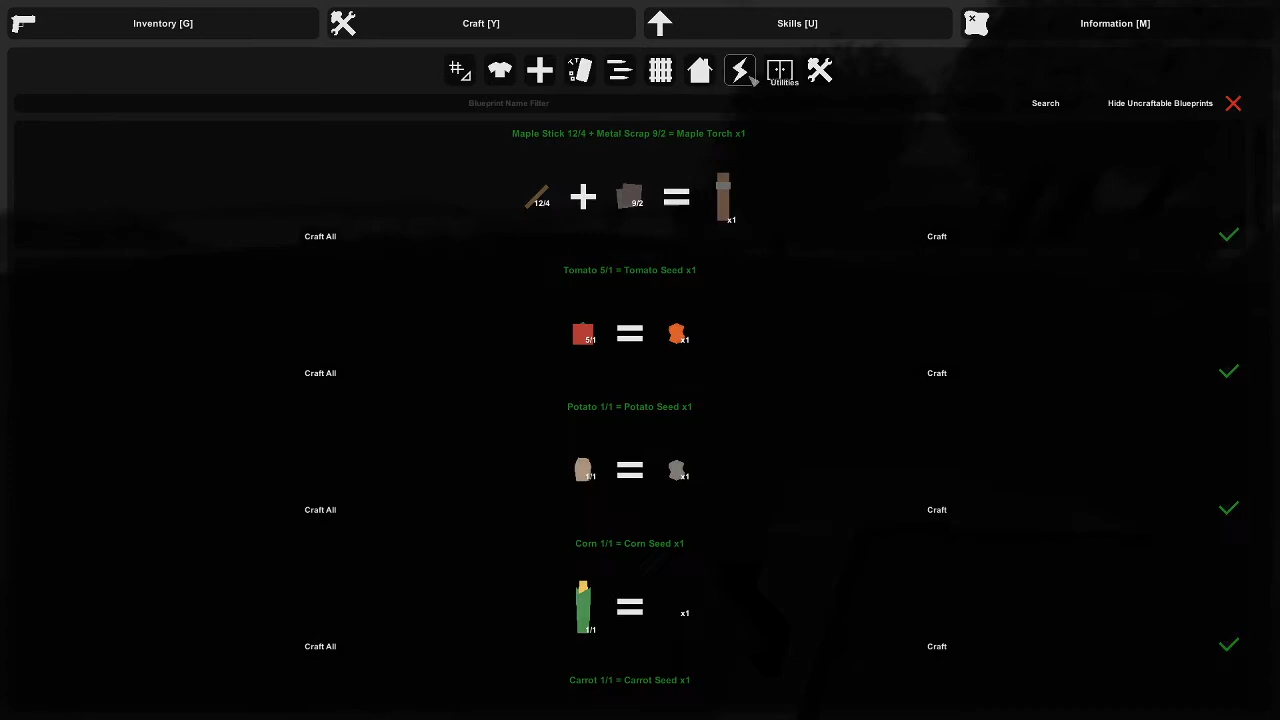 Inventory [G]
Craft [Y]
Skills [U]
Information [M]
Utilities
Blueprint Name Filter
Search
Hide Uncraftable Blueprints
Maple Stick 12/4 + Metal Scrap 9/2 = Maple Torch x1
12/4
9/2
x1
Craft All
Craft
Tomato 5/1 = Tomato Seed x1
5/1
x1
Craft All
Craft
Potato 1/1 = Potato Seed x1
1/1
x1
Craft All
Craft
Corn 1/1 = Corn Seed x1
1/1
x1
Craft All
Craft
Carrot 1/1 = Carrot Seed x1